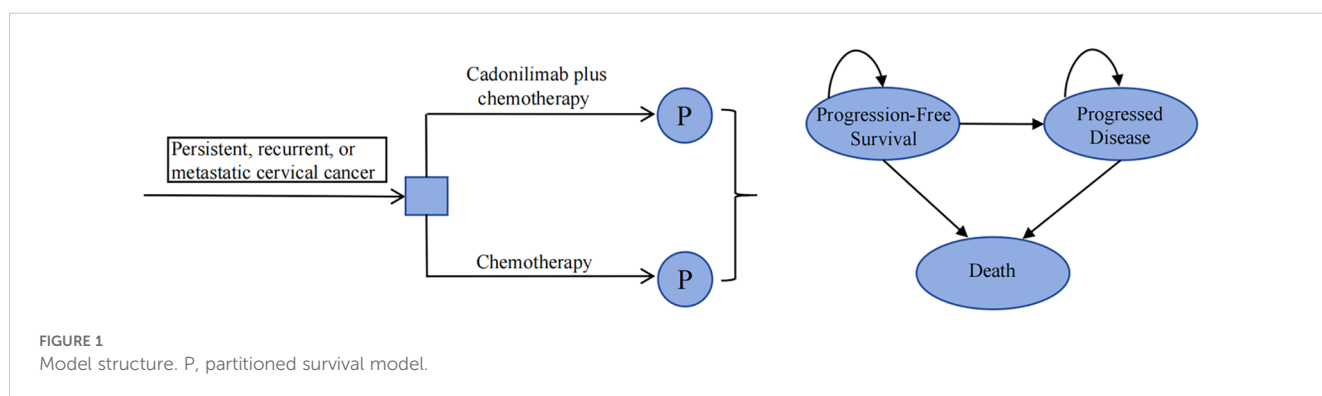 Cadonilimab plus
chemotherapy
P
Persistent, recurrent, or
metastatic cervical cancer
Chemotherapy
P
Progression-Free
Survival
Progressed
Disease
Death
FIGURE 1
Model structure. P, partitioned survival model.